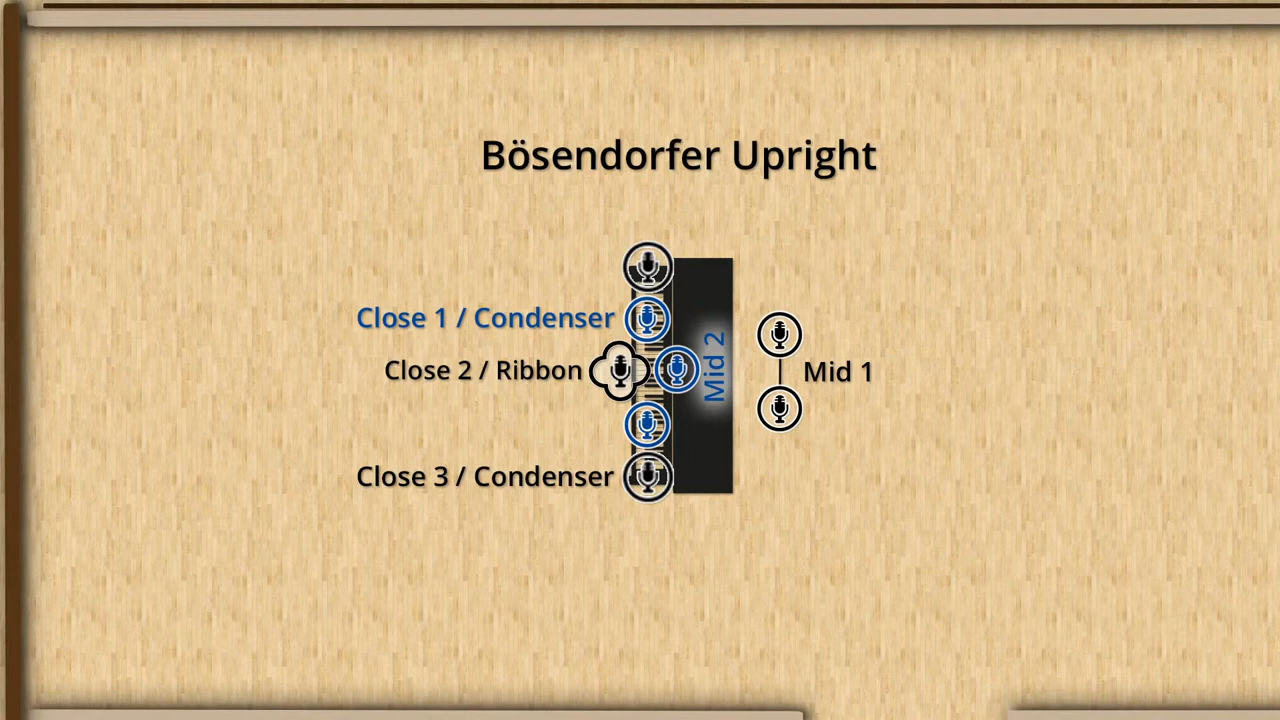 Bösendorfer Upright
Close 1 / Condenser
Close 2 / Ribbon
Mid 2
Mid 1
Close 3 / Condenser